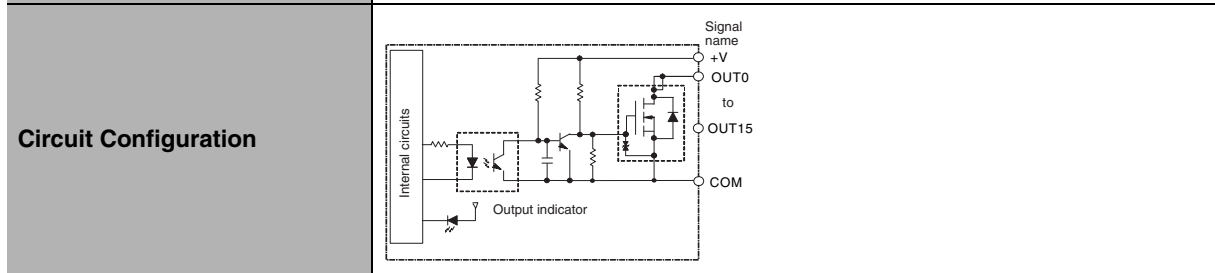 Circuit Configuration
Internal circuits
Output indicator
Signal
name
+V
OUT0
to
OUT15
COM